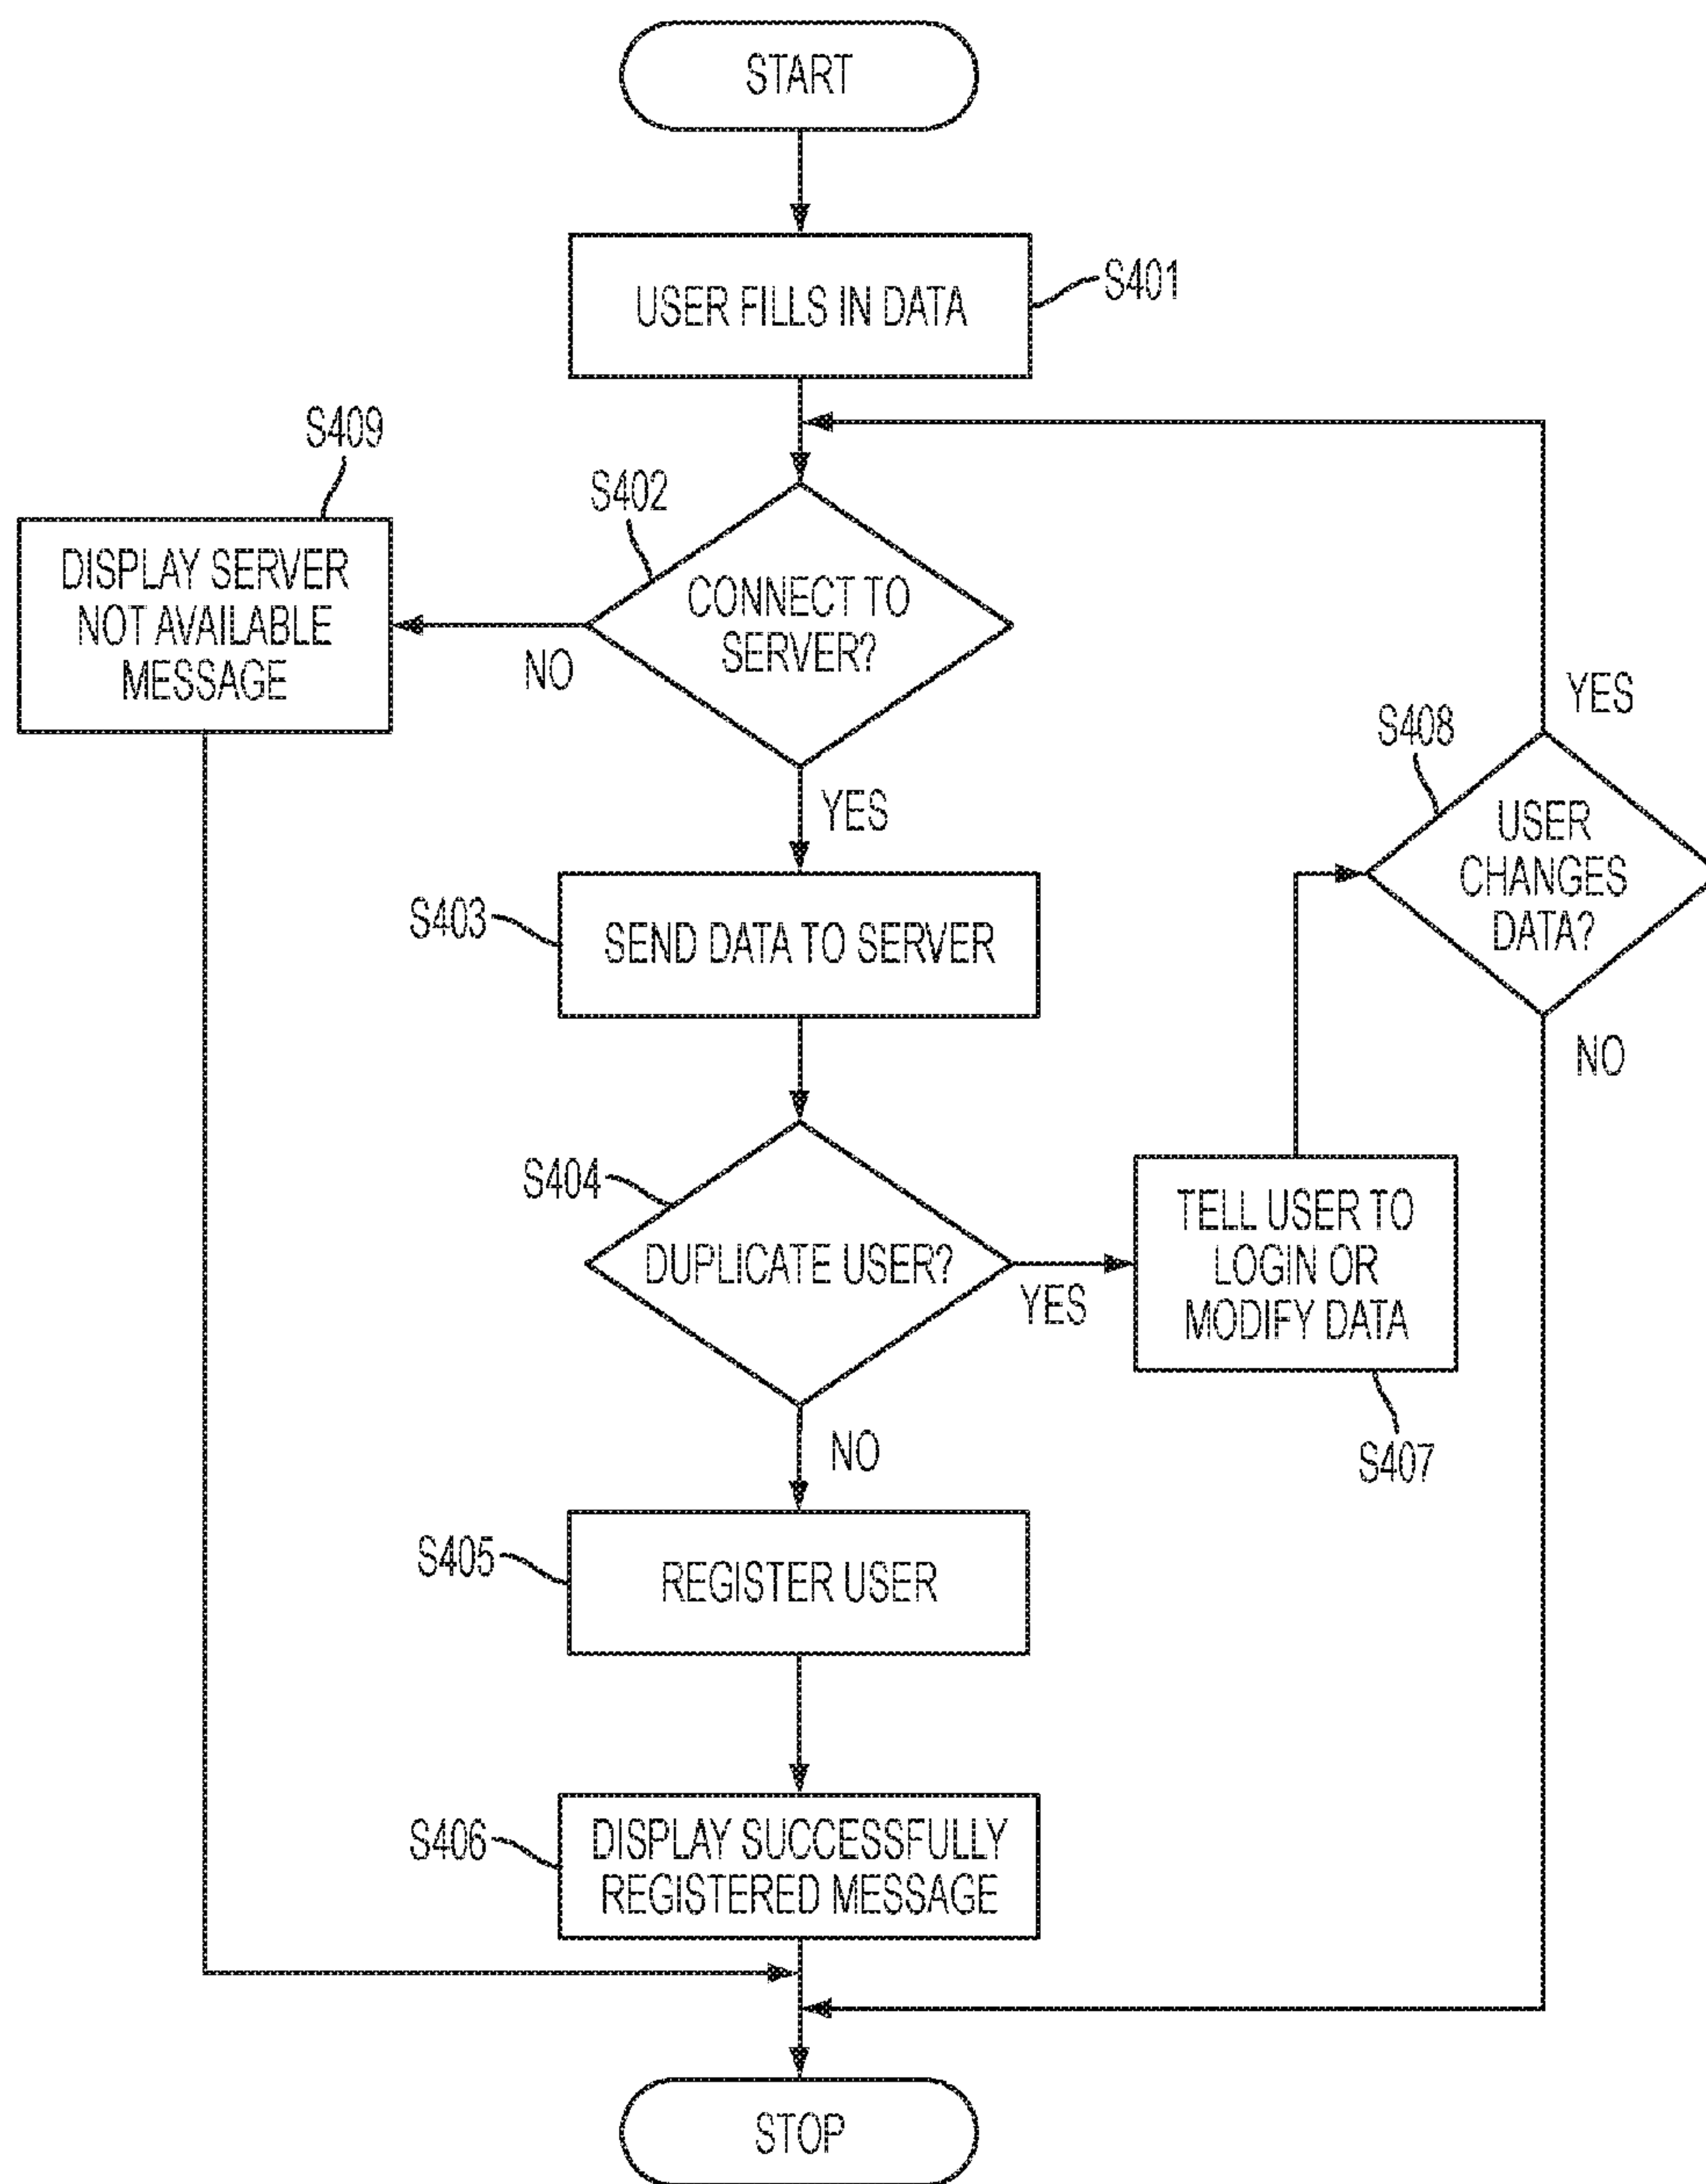 START
USER FILLS IN DATA
S401
S409
DISPLAY SERVER
NOT AVAILABLE
MESSAGE
S402
CONNECT TO
SERVER?
NO
YES
S403
SEND DATA TO SERVER
S408
USER
CHANGES
DATA?
YES
NO
S404
DUPLICATE USER?
YES
TELL USER TO
LOGIN OR
MODIFY DATA
S407
NO
S405
REGISTER USER
S406
DISPLAY SUCCESSFULLY
REGISTERED MESSAGE
STOP